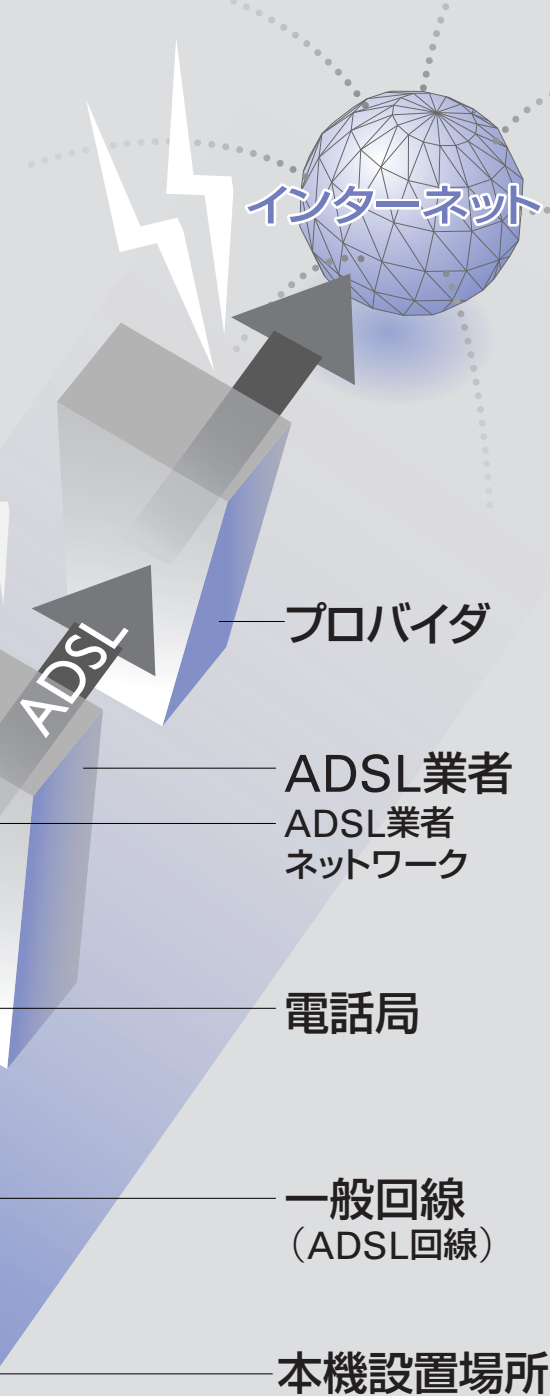 インターネット
プロバイダ
ADSL
ADSL業者
ADSL業者
ネットワーク
電話局
一般回線
（ADSL回線）
本機設置場所